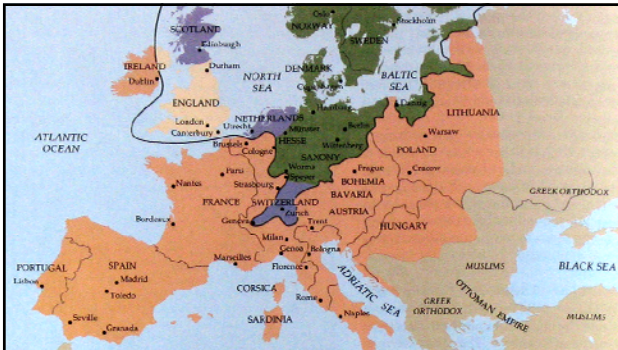 Oslo
Stockholm
NORWAY
SWEDEN
SCOTLAND
Edinburgh
IRELAND
Dublin
Durham
NORTH
SEA
DENMARK
Copenhagen
BALTIC
SEA
ENGLAND
LITHUANIA
Hamburg
Danzig
NETHERLANDS
London
Utrecht
Canterbury
Münster
Berlin
Warsaw
HESSE
Wittenberg
ATLANTIC
OCEAN
Brussels
Cologne
SAXONY
POLAND
Worms
Speyer
Prague
Cracow
Paris
BOHEMIA
Nantes
Strasbourg
BAVARIA
GREEK ORTHODOX
FRANCE
SWITZERLAND
Zurich
AUSTRIA
HUNGARY
Bordeaux
Geneva
Trent
Milan
Genoa
Bologna
MUSLIMS
BLACK SEA
PORTUGAL
SPAIN
Marseilles
Florence
ADRIATIC SEA
Lisbon
Madrid
Toledo
CORSICA
Rome
GREEK
ORTHODOX
OTTOMAN EMPIRE
MUSLIMS
Seville
Granada
SARDINIA
Naples